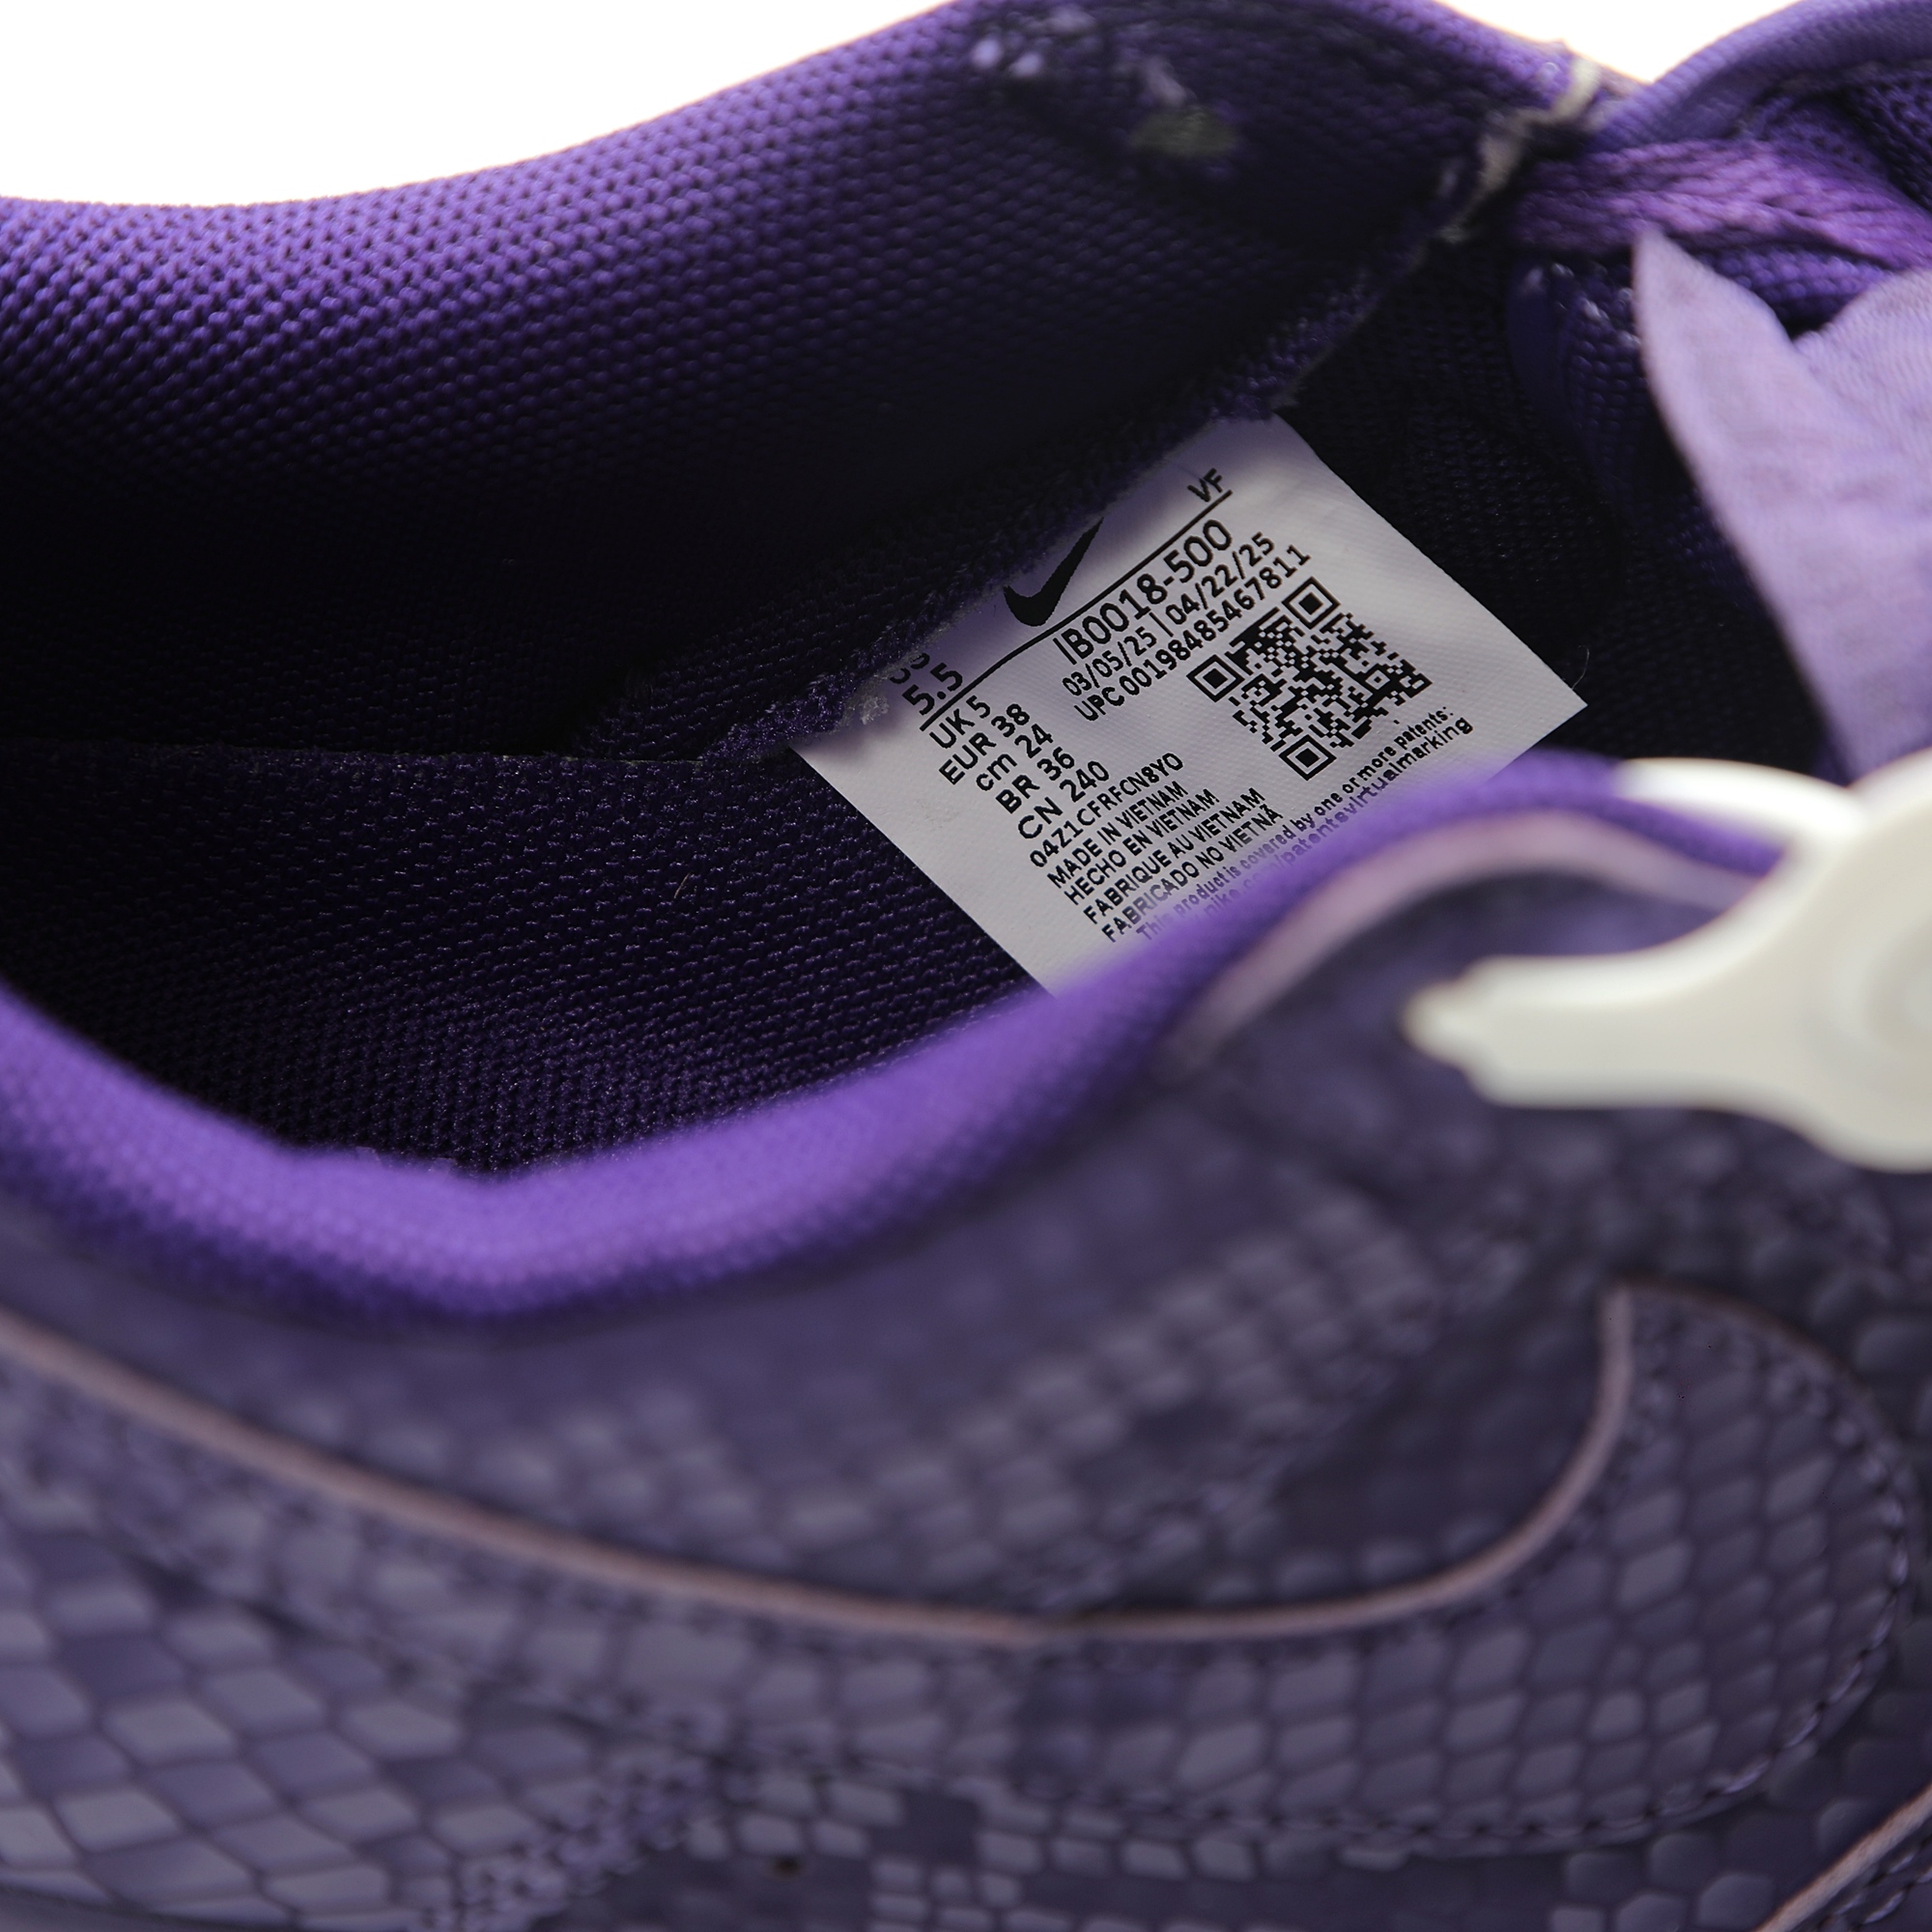 VF
5.5
UK 5
EUR 38
cm 24
BR 36
CN 240
IB0018-500
03/05/25 | 04/22/25
UPC 00198485467811
04Z1CFRFCN8Y0
MADE IN VIETNAM
HECHO EN VIETNAM
FABRIQUE AU VIETNAM
FABRICADO NO VIETNÃ
This product is covered by one or more patents:
/patentsvirtualmarking